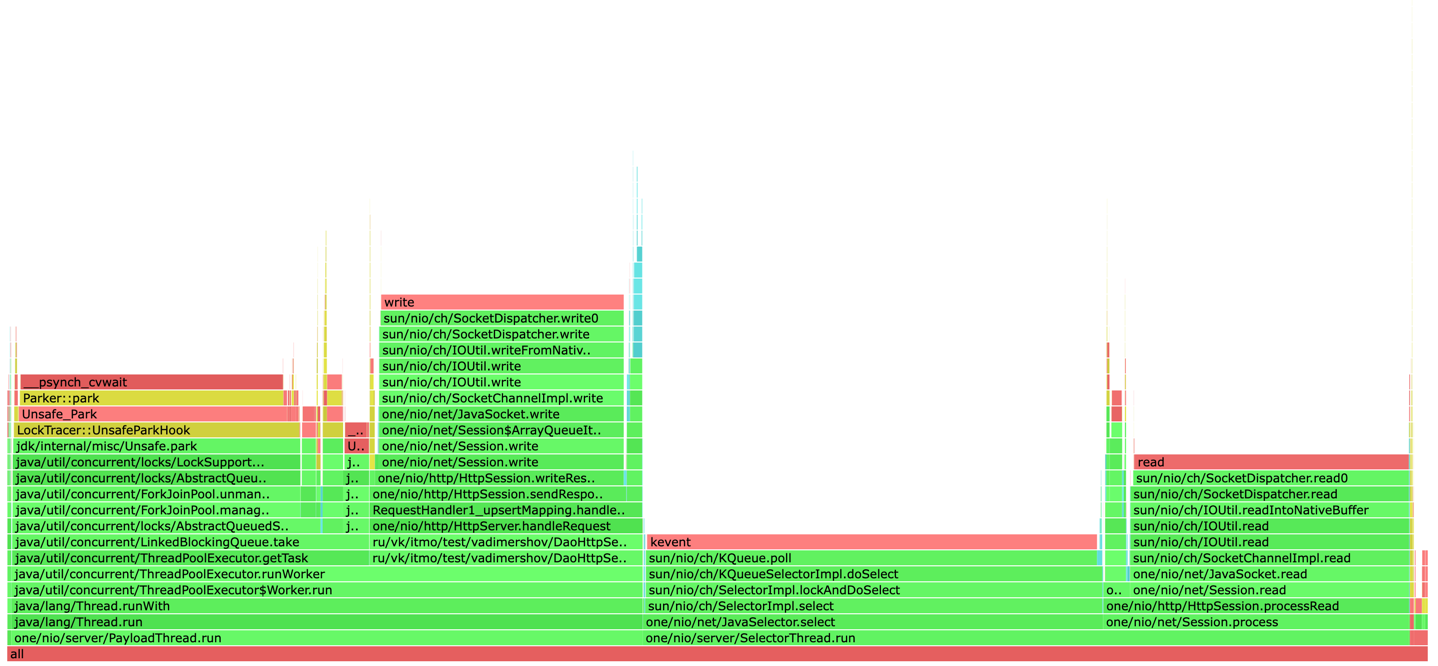 write
sun/nio/ch/SocketDispatcher.write0
sun/nio/ch/SocketDispatcher.write
sun/nio/ch/IOUtil.writeFromNativ..
sun/nio/ch/IOUtil.write
__psynch_cvwait sun/nio/ch/IOUtil.write
Parker::park sun/nio/ch/SocketChannelImpl.write
Unsafe_Park one/nio/net/JavaSocket.write
LockTracer::UnsafeParkHook _.. one/nio/net/Session$ArrayQueueIt..
jdk/internal/misc/Unsafe.park U.. one/nio/net/Session.write
java/util/concurrent/locks/LockSupport... j.. one/nio/net/Session.write read
java/util/concurrent/locks/AbstractQueu.. j.. one/nio/http/HttpSession.writeRes.. sun/nio/ch/SocketDispatcher.read0
java/util/concurrent/ForkJoinPool.unman.. j.. one/nio/http/HttpSession.sendRespo.. sun/nio/ch/SocketDispatcher.read
java/util/concurrent/ForkJoinPool.manag.. j.. RequestHandler1_upsertMapping.handle.. sun/nio/ch/IOUtil.readIntoNativeBuffer
java/util/concurrent/locks/AbstractQueuedS.. j.. one/nio/http/HttpServer.handleRequest sun/nio/ch/IOUtil.read
java/util/concurrent/LinkedBlockingQueue.take ru/vk/itmo/test/vadimershov/DaoHttpSe.. kevent sun/nio/ch/IOUtil.read
java/util/concurrent/ThreadPoolExecutor.getTask ru/vk/itmo/test/vadimershov/DaoHttpSe.. sun/nio/ch/KQueue.poll sun/nio/ch/SocketChannelImpl.read
java/util/concurrent/ThreadPoolExecutor.runWorker sun/nio/ch/KQueueSelectorImpl.doSelect one/nio/net/JavaSocket.read
java/util/concurrent/ThreadPoolExecutor$Worker.run sun/nio/ch/SelectorImpl.lockAndDoSelect o.. one/nio/net/Session.read
java/lang/Thread.runWith sun/nio/ch/SelectorImpl.select one/nio/http/HttpSession.processRead
java/lang/Thread.run one/nio/net/JavaSelector.select one/nio/net/Session.process
one/nio/server/PayloadThread.run one/nio/server/SelectorThread.run
all